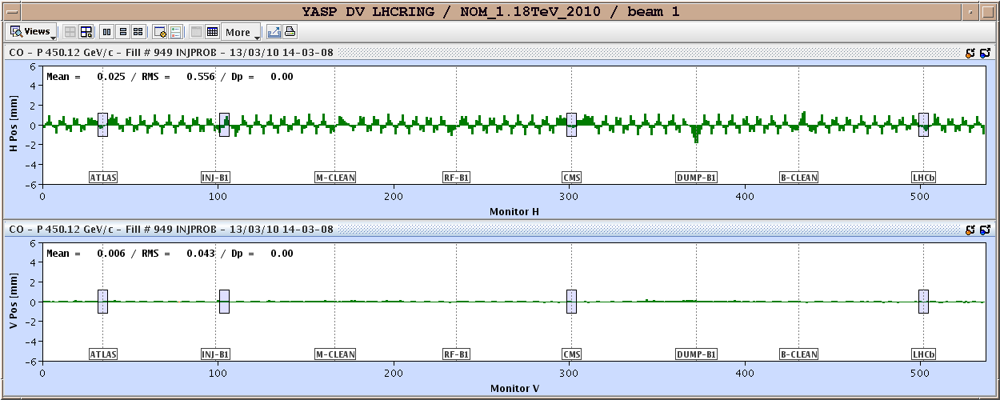 YASP DV LHCRING / NOM_1.18TeV_2010 / beam 1
Views More
CO - P 450.12 GeV/c - Fill # 949 INJPROB - 13/03/10 14-03-08
Mean = 0.025 / RMS = 0.556 / Dp = 0.00
H Pos [mm]
6
4
2
0
-2
-4
-6
ATLAS INJ-B1 M-CLEAN RF-B1 CMS DUMP-B1 B-CLEAN LHCb
0 100 200 300 400 500
Monitor H
CO - P 450.12 GeV/c - Fill # 949 INJPROB - 13/03/10 14-03-08
Mean = 0.006 / RMS = 0.043 / Dp = 0.00
V Pos [mm]
6
4
2
0
-2
-4
-6
ATLAS INJ-B1 M-CLEAN RF-B1 CMS DUMP-B1 B-CLEAN LHCb
0 100 200 300 400 500
Monitor V